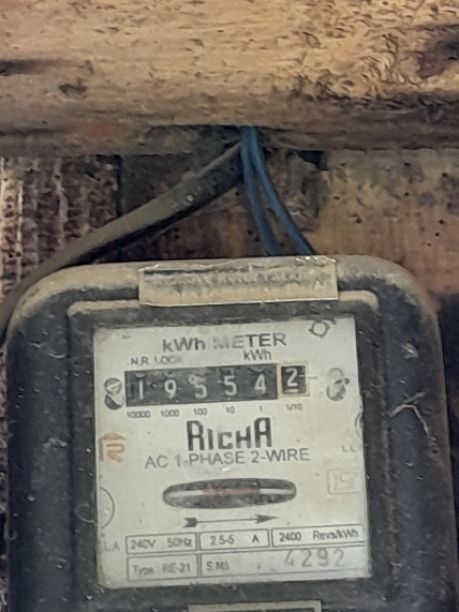 kWh METER
N.R. LOCK kWh
1 9 5 5 4 2
10000 1000 100 10 1 1/10
RICHA
AC 1-PHASE 2-WIRE
240V 50Hz 2.5-5 A 2400 Revs/kWh
Type RE-21 S.No. 4292